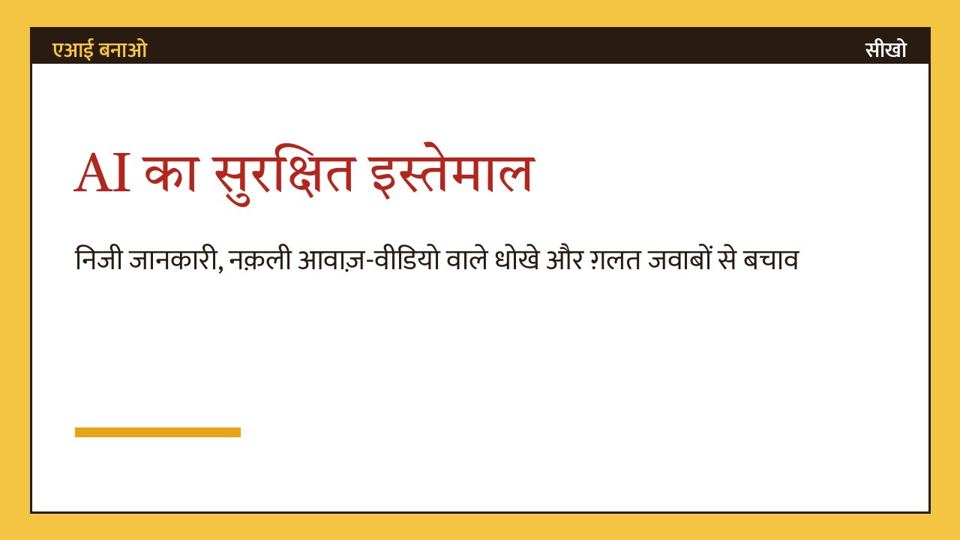 एआई बनाओ
सीखो
AI का सुरक्षित इस्तेमाल
निजी जानकारी, नक़ली आवाज़-वीडियो वाले धोखे और ग़लत जवाबों से बचाव